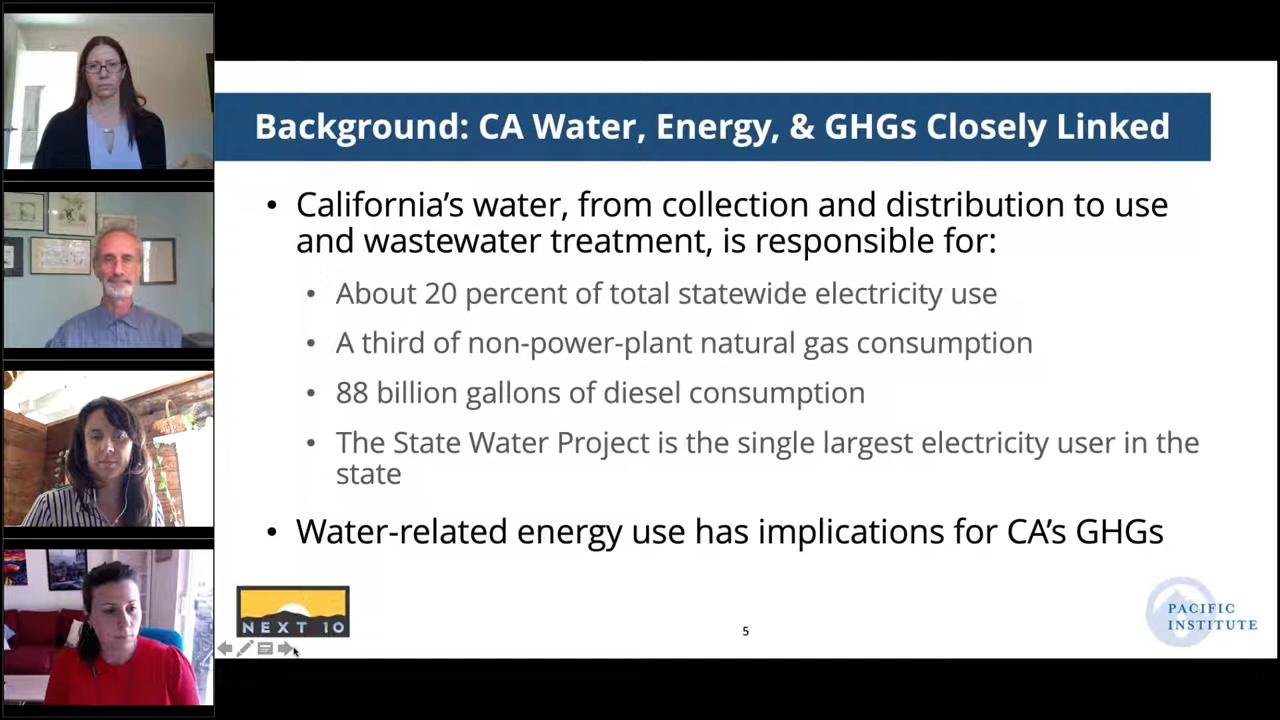 Background: CA Water, Energy, & GHGs Closely Linked
• California’s water, from collection and distribution to use
and wastewater treatment, is responsible for:
• About 20 percent of total statewide electricity use
• A third of non-power-plant natural gas consumption
• 88 billion gallons of diesel consumption
• The State Water Project is the single largest electricity user in the
state
• Water-related energy use has implications for CA’s GHGs
NEXT 10
5
PACIFIC
INSTITUTE